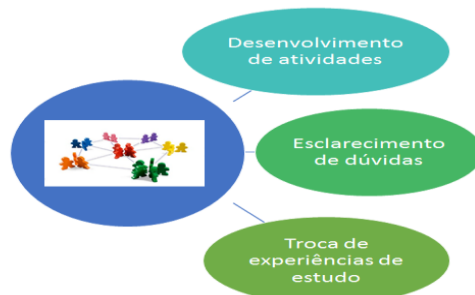 Desenvolvimento
de atividades
Esclarecimento
de dúvidas
Troca de
experiências de
estudo